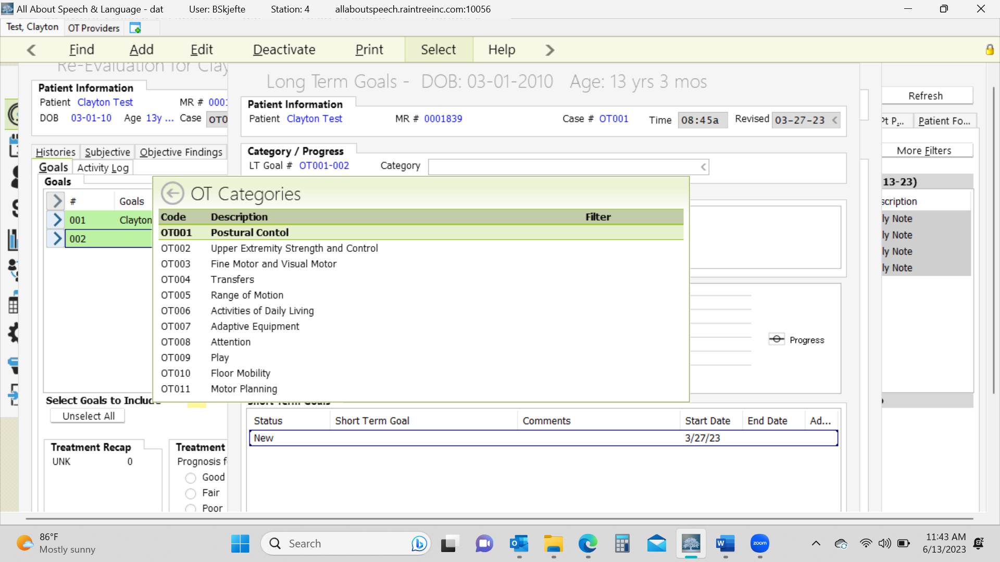 All About Speech & Language - dat User: BSkjefte Station: 4 allaboutspeech.raintreeinc.com:10056
Test, Clayton OT Providers
Find Add Edit Deactivate Print Select Help
Re-Evaluation for Clay
Long Term Goals - DOB: 03-01-2010 Age: 13 yrs 3 mos
Patient Information
Patient Clayton Test MR # 0001
DOB 03-01-10 Age 13y ... Case OT0
Patient Information
Patient Clayton Test MR # 0001839 Case # OT001 Time 08:45a Revised 03-27-23
Refresh
Pt P... Patient Fo...
More Filters
13-23)
scription
ly Note
ly Note
ly Note
ly Note
Histories Subjective Objective Findings
Goals Activity Log
Goals
# Goals
001 Clayton
002
Category / Progress
LT Goal # OT001-002 Category
OT Categories
Code Description Filter
OT001 Postural Contol
OT002 Upper Extremity Strength and Control
OT003 Fine Motor and Visual Motor
OT004 Transfers
OT005 Range of Motion
OT006 Activities of Daily Living
OT007 Adaptive Equipment
OT008 Attention
OT009 Play
OT010 Floor Mobility
OT011 Motor Planning
Progress
Select Goals to Include
Unselect All
Short Term Goals
Status Short Term Goal Comments Start Date End Date Ad...
New 3/27/23
Treatment Recap
UNK 0
Treatment
Prognosis f
Good
Fair
Poor
86°F
Mostly sunny
Search
zoom
11:43 AM
6/13/2023